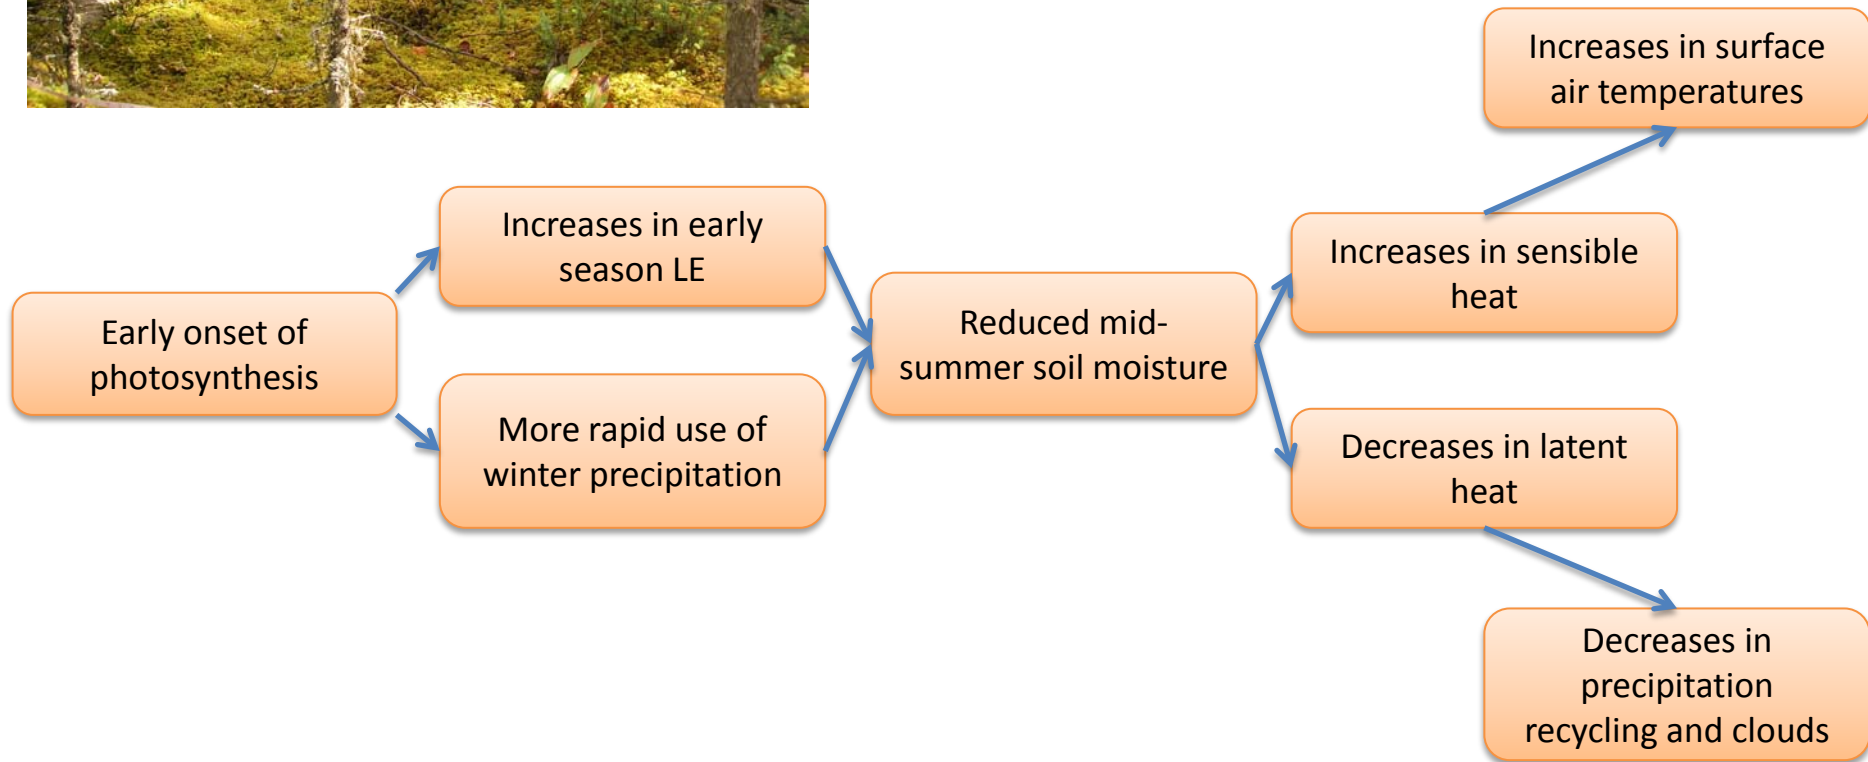 Early onset of
photosynthesis
Increases in early
season LE
More rapid use of
winter precipitation
Reduced mid-
summer soil moisture
Increases in sensible
heat
Decreases in latent
heat
Increases in surface
air temperatures
Decreases in
precipitation
recycling and clouds